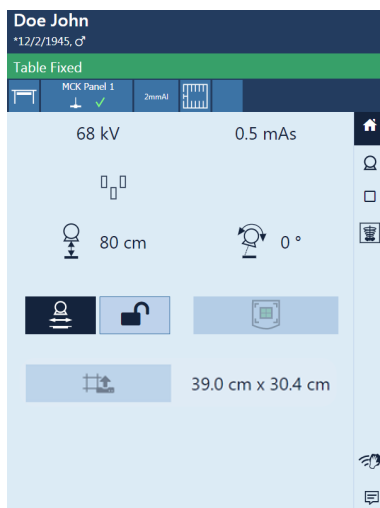 Doe John
*12/2/1945, ♂
Table Fixed
MCK Panel 1
2mmAl
68 kV
0.5 mAs
80 cm
0 °
39.0 cm x 30.4 cm